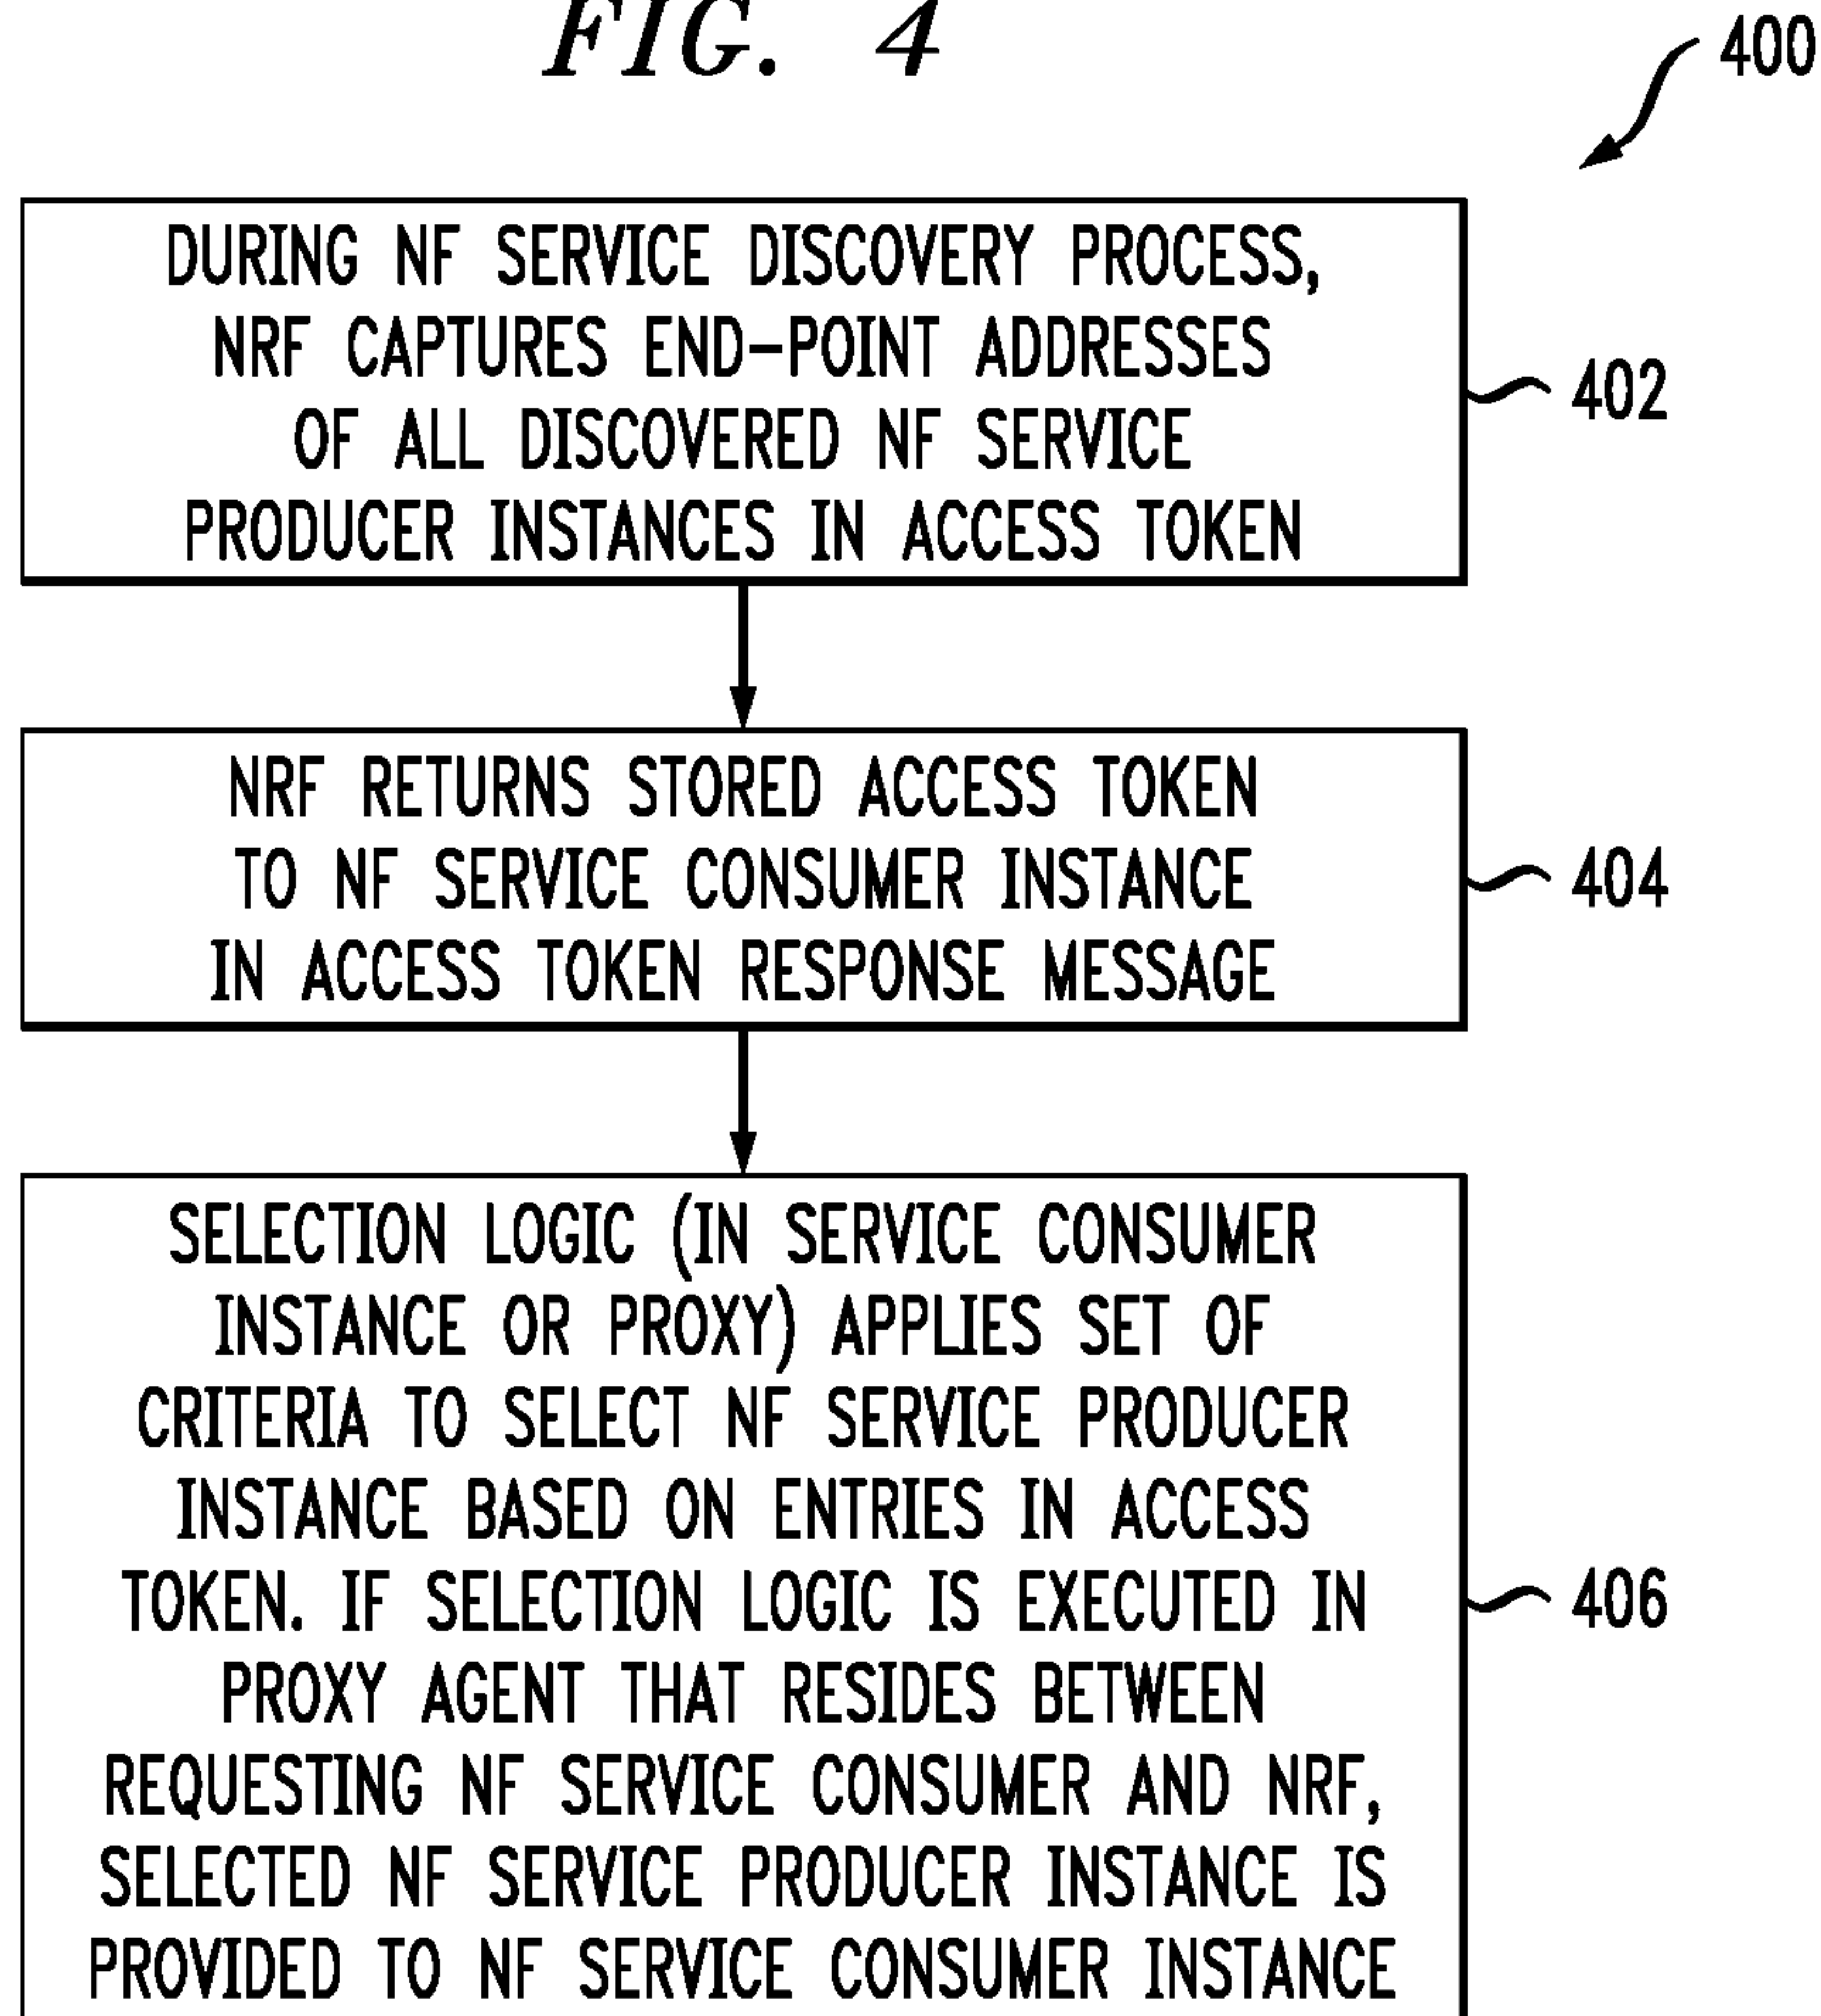 FIG. 4
400
DURING NF SERVICE DISCOVERY PROCESS,
NRF CAPTURES END-POINT ADDRESSES
OF ALL DISCOVERED NF SERVICE
PRODUCER INSTANCES IN ACCESS TOKEN
402
NRF RETURNS STORED ACCESS TOKEN
TO NF SERVICE CONSUMER INSTANCE
IN ACCESS TOKEN RESPONSE MESSAGE
404
SELECTION LOGIC (IN SERVICE CONSUMER
INSTANCE OR PROXY) APPLIES SET OF
CRITERIA TO SELECT NF SERVICE PRODUCER
INSTANCE BASED ON ENTRIES IN ACCESS
TOKEN. IF SELECTION LOGIC IS EXECUTED IN
PROXY AGENT THAT RESIDES BETWEEN
REQUESTING NF SERVICE CONSUMER AND NRF,
SELECTED NF SERVICE PRODUCER INSTANCE IS
PROVIDED TO NF SERVICE CONSUMER INSTANCE
406